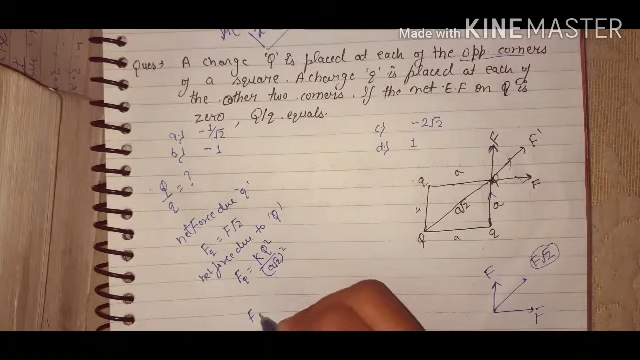 Made with KINEMASTER
Ques:- A charge 'Q' is placed at each of the opp corners
of a square. A charge 'q' is placed at each of
the other two corners. If the net E.F on Q is
zero, Q/q equals.
a) -1/√2 c) -2√2
b) -1 d) 1
Q/q = ?
net force due 'q'
Fq = F√2
net force due to 'Q'
FQ = KQ²/(a√2)²
F
F'
F
F
q a
a√2 a
Q a q
F F√2
F